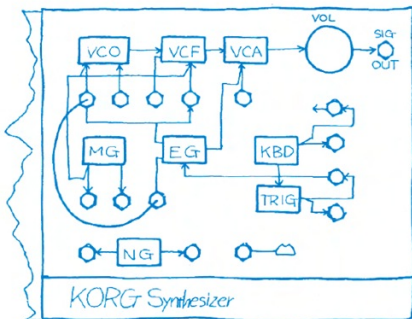 VOL
VCO VCF VCA SIG
OUT
MG EG KBD
TRIG
NG
KORG Synthesizer